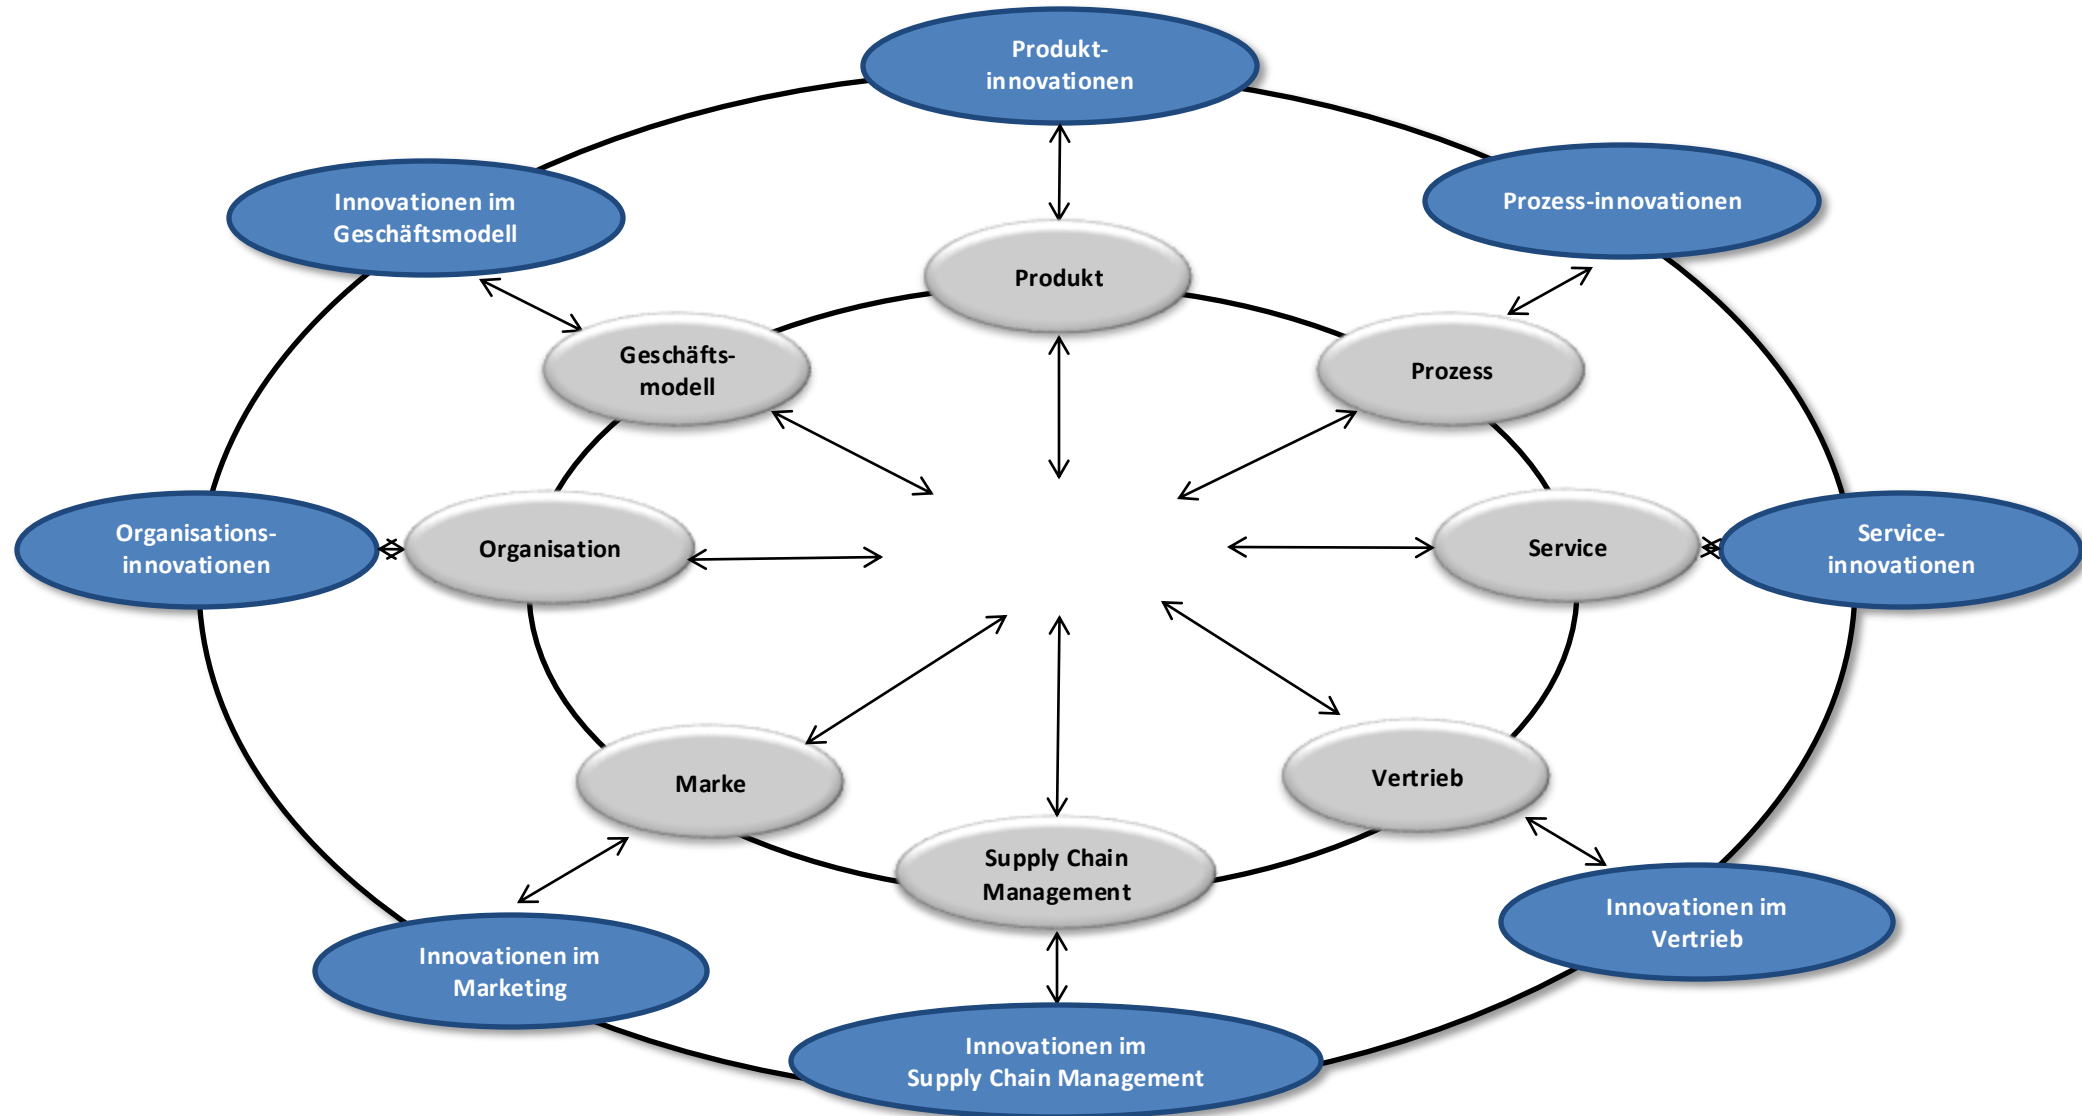 Produkt-
innovationen
Innovationen im
Geschäftsmodell
Prozess-innovationen
Produkt
Geschäfts-
modell
Prozess
Organisations-
innovationen
Organisation
Service
Service-
innovationen
Marke
Vertrieb
Supply Chain
Management
Innovationen im
Marketing
Innovationen im
Vertrieb
Innovationen im
Supply Chain Management